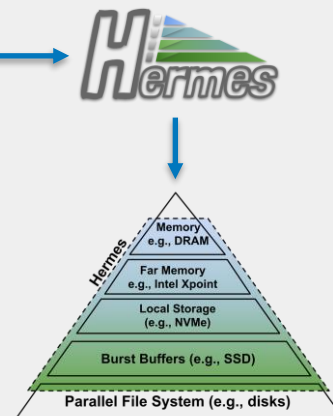 Hermes
Hermes
Memory
e.g., DRAM
Far Memory
e.g., Intel Xpoint
Local Storage
(e.g., NVMe)
Burst Buffers (e.g., SSD)
Parallel File System (e.g., disks)